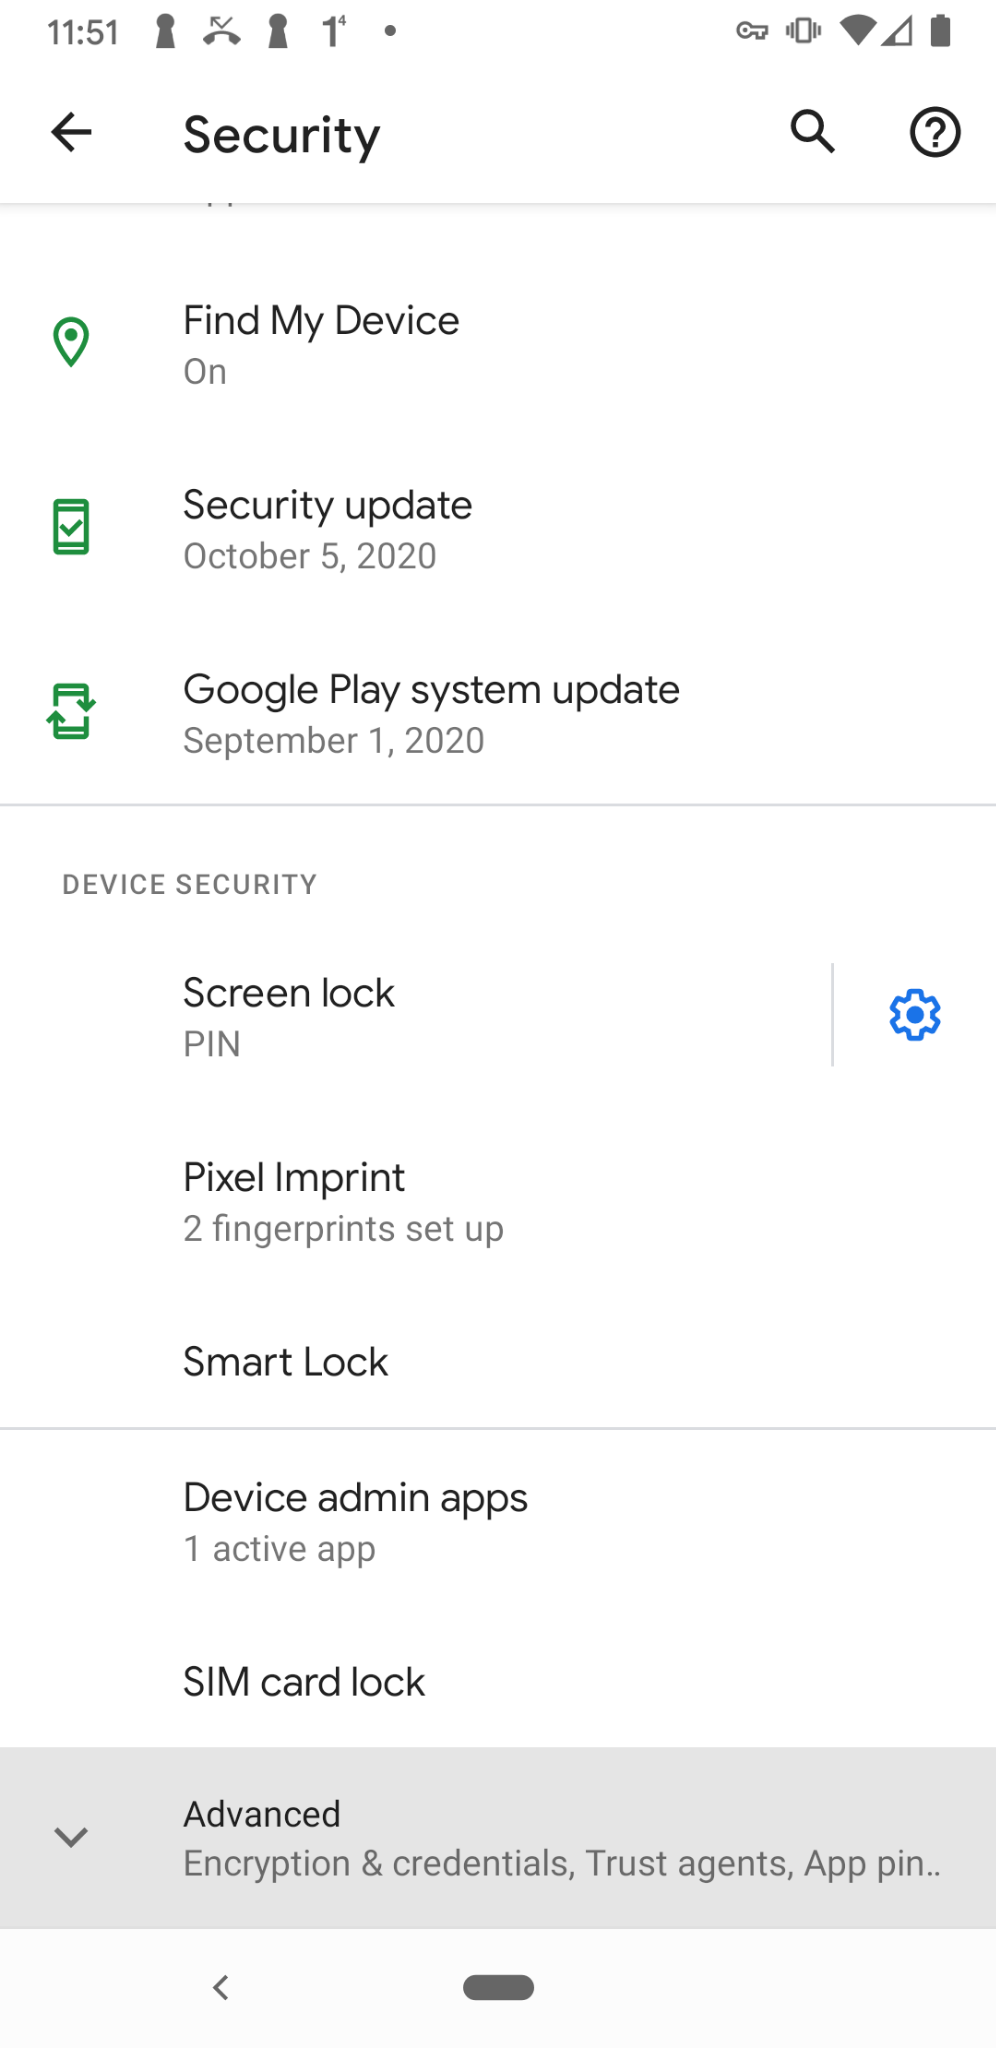 11:51 1⁴
Security
Find My Device
On
Security update
October 5, 2020
Google Play system update
September 1, 2020
DEVICE SECURITY
Screen lock
PIN
Pixel Imprint
2 fingerprints set up
Smart Lock
Device admin apps
1 active app
SIM card lock
Advanced
Encryption & credentials, Trust agents, App pin..